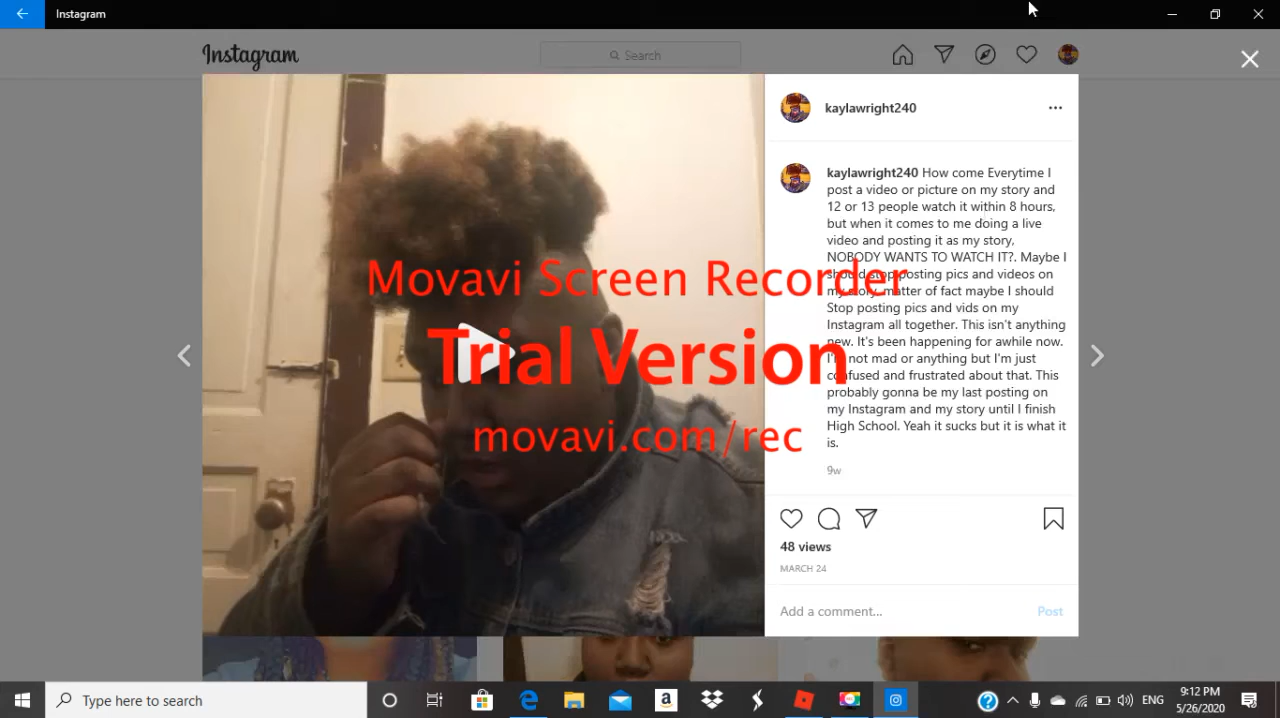 Instagram
Instagram
Search
kaylawright240
kaylawright240 How come Everytime I
post a video or picture on my story and
12 or 13 people watch it within 8 hours,
but when it comes to me doing a live
video and posting it as my story,
NOBODY WANTS TO WATCH IT?. Maybe I
should stop posting pics and videos on
my story, matter of fact maybe I should
Stop posting pics and vids on my
Instagram all together. This isn't anything
new. It's been happening for awhile now.
I'm not mad or anything but I'm just
confused and frustrated about that. This
probably gonna be my last posting on
my Instagram and my story until I finish
High School. Yeah it sucks but it is what it
is.
9w
Movavi Screen Recorder
Trial Version
movavi.com/rec
48 views
MARCH 24
Add a comment...
Post
Type here to search
ENG
9:12 PM
5/26/2020